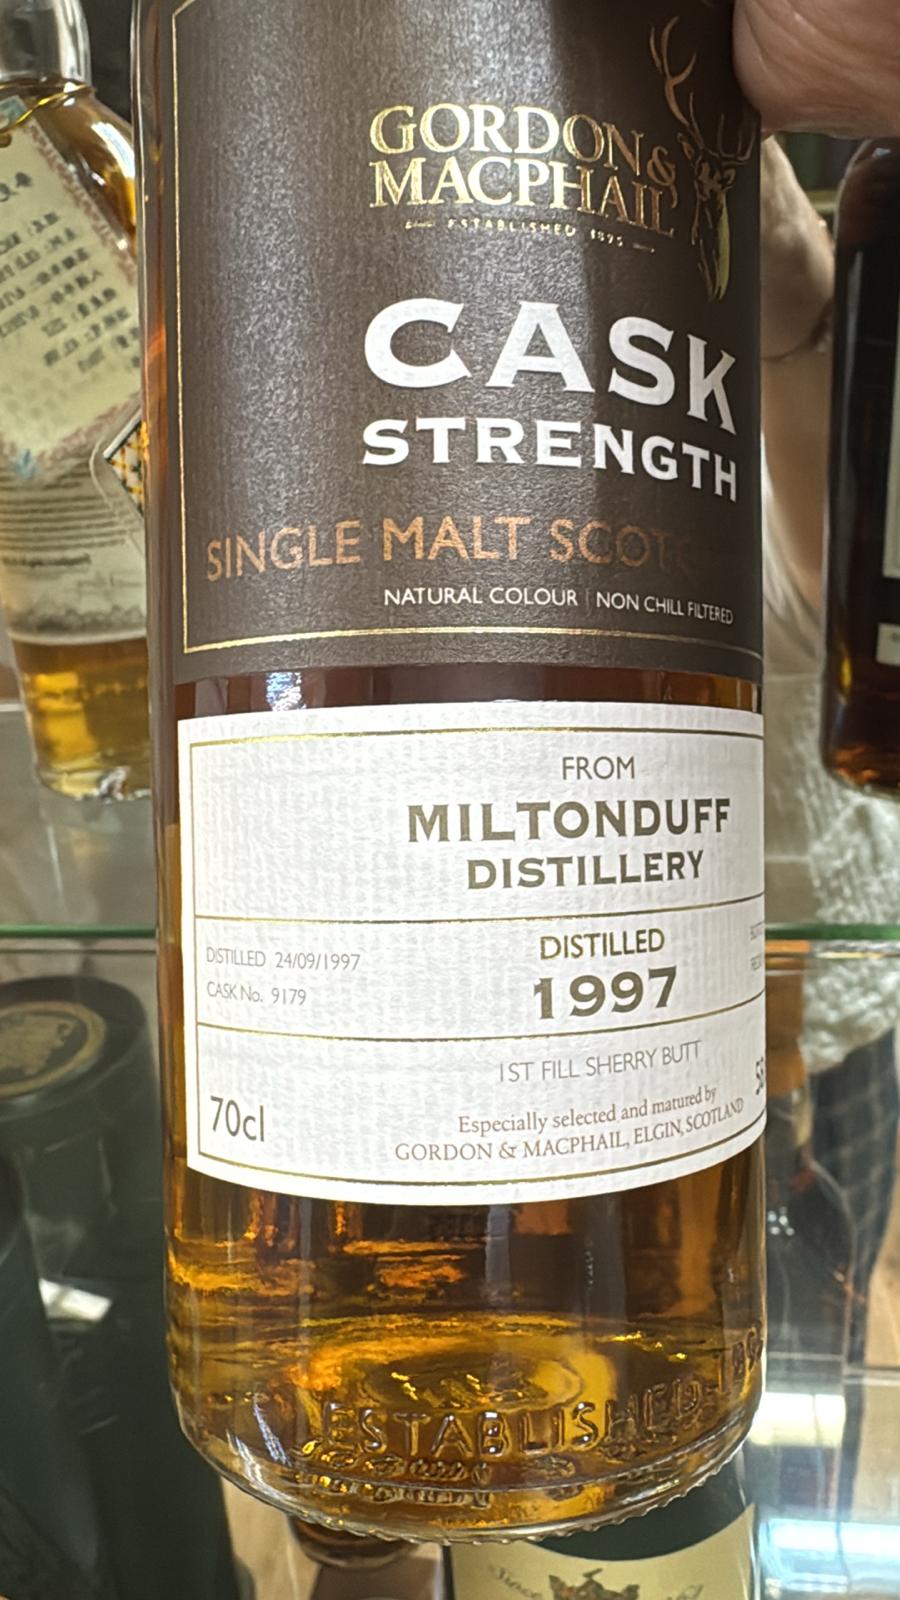 GORDON &
MACPHAIL
ESTABLISHED 1895
CASK
STRENGTH
SINGLE MALT SCOTC
NATURAL COLOUR | NON CHILL FILTERED
FROM
MILTONDUFF
DISTILLERY
DISTILLED 24/09/1997
CASK No. 9179
DISTILLED
1997
1ST FILL SHERRY BUTT
70cl
Especially selected and matured by
GORDON & MACPHAIL, ELGIN, SCOTLAND
ESTABLISHED 189